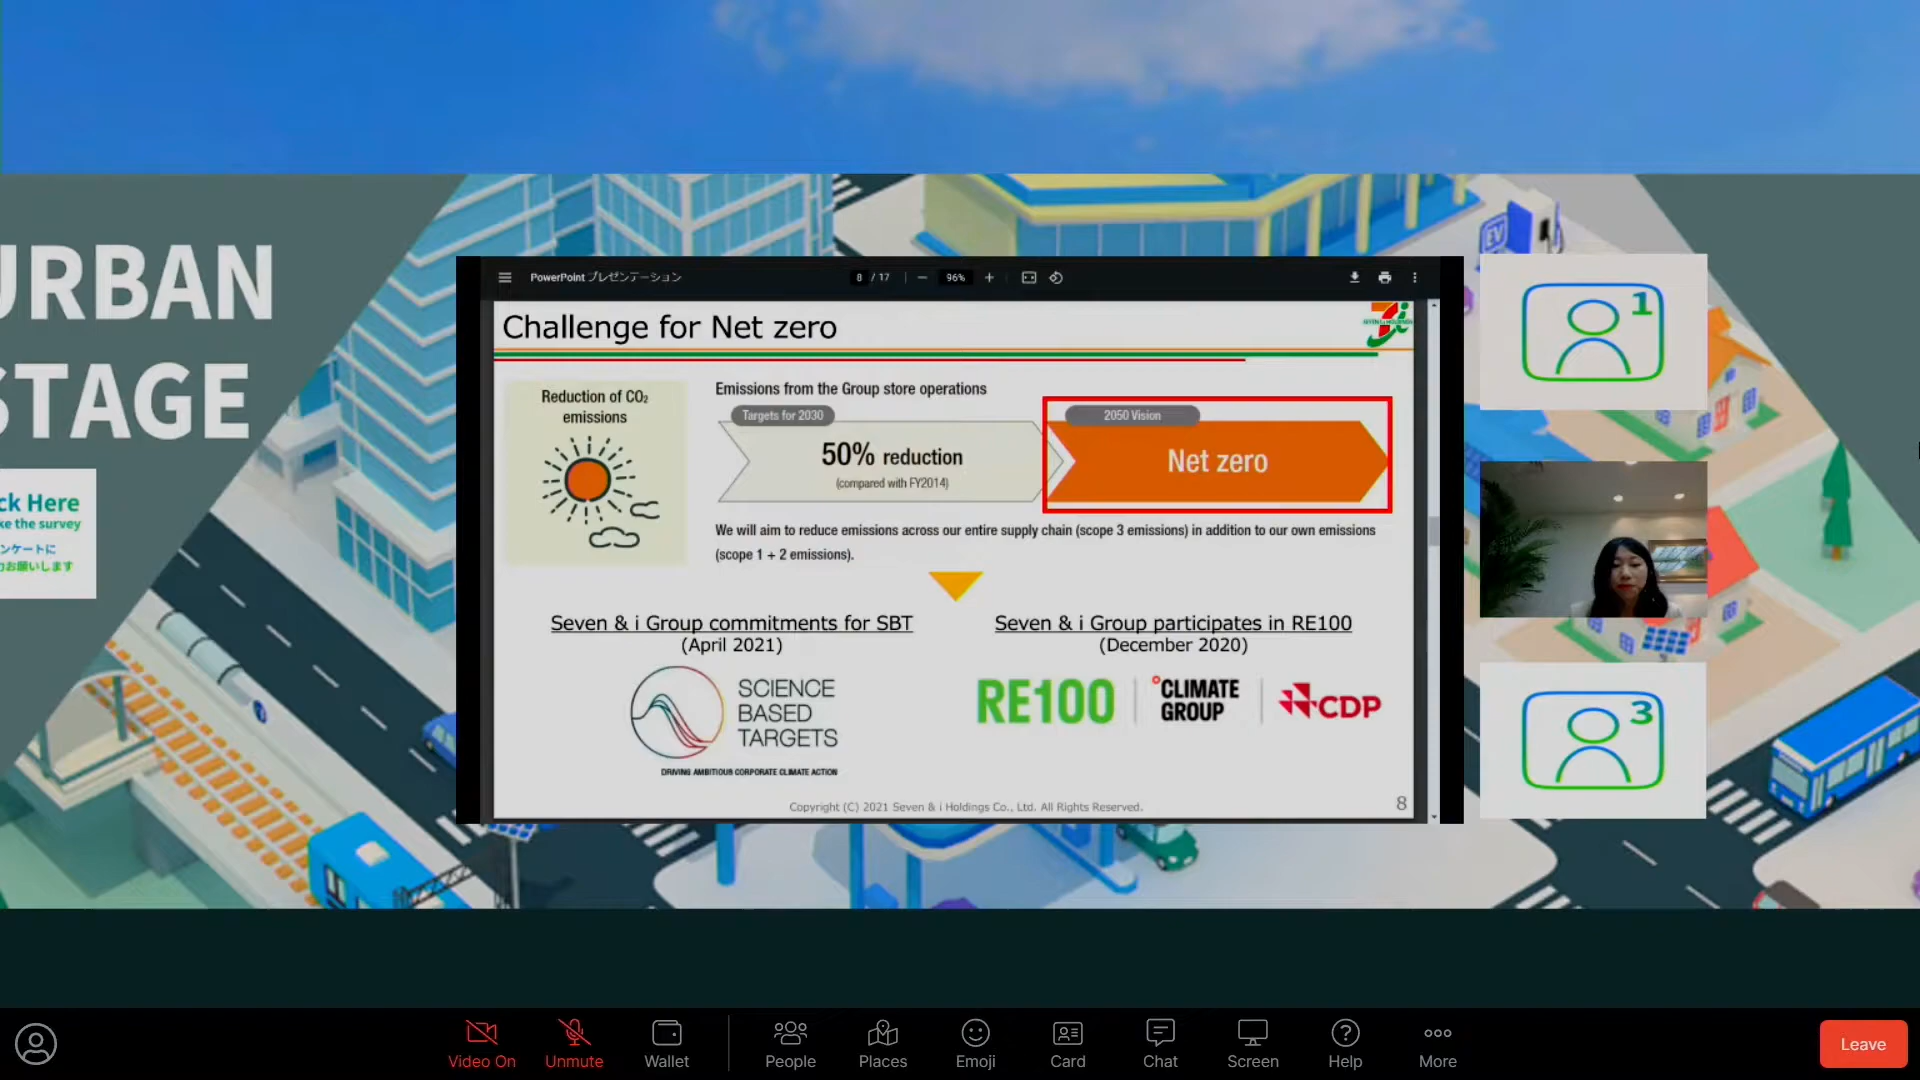 URBAN
STAGE
ck Here
ke the survey
ンケートに
お願いします
PowerPoint プレゼンテーション
8 / 17
96%
Challenge for Net zero
Reduction of CO₂
emissions
Emissions from the Group store operations
Targets for 2030
50% reduction
(compared with FY2014)
2050 Vision
Net zero
We will aim to reduce emissions across our entire supply chain (scope 3 emissions) in addition to our own emissions
(scope 1 + 2 emissions).
Seven & i Group commitments for SBT
(April 2021)
SCIENCE
BASED
TARGETS
DRIVING AMBITIOUS CORPORATE CLIMATE ACTION
Seven & i Group participates in RE100
(December 2020)
RE100
°CLIMATE
GROUP
CDP
Copyright (C) 2021 Seven & i Holdings Co., Ltd. All Rights Reserved.
8
EV
1
3
Video On
Unmute
Wallet
People
Places
Emoji
Card
Chat
Screen
Help
More
Leave